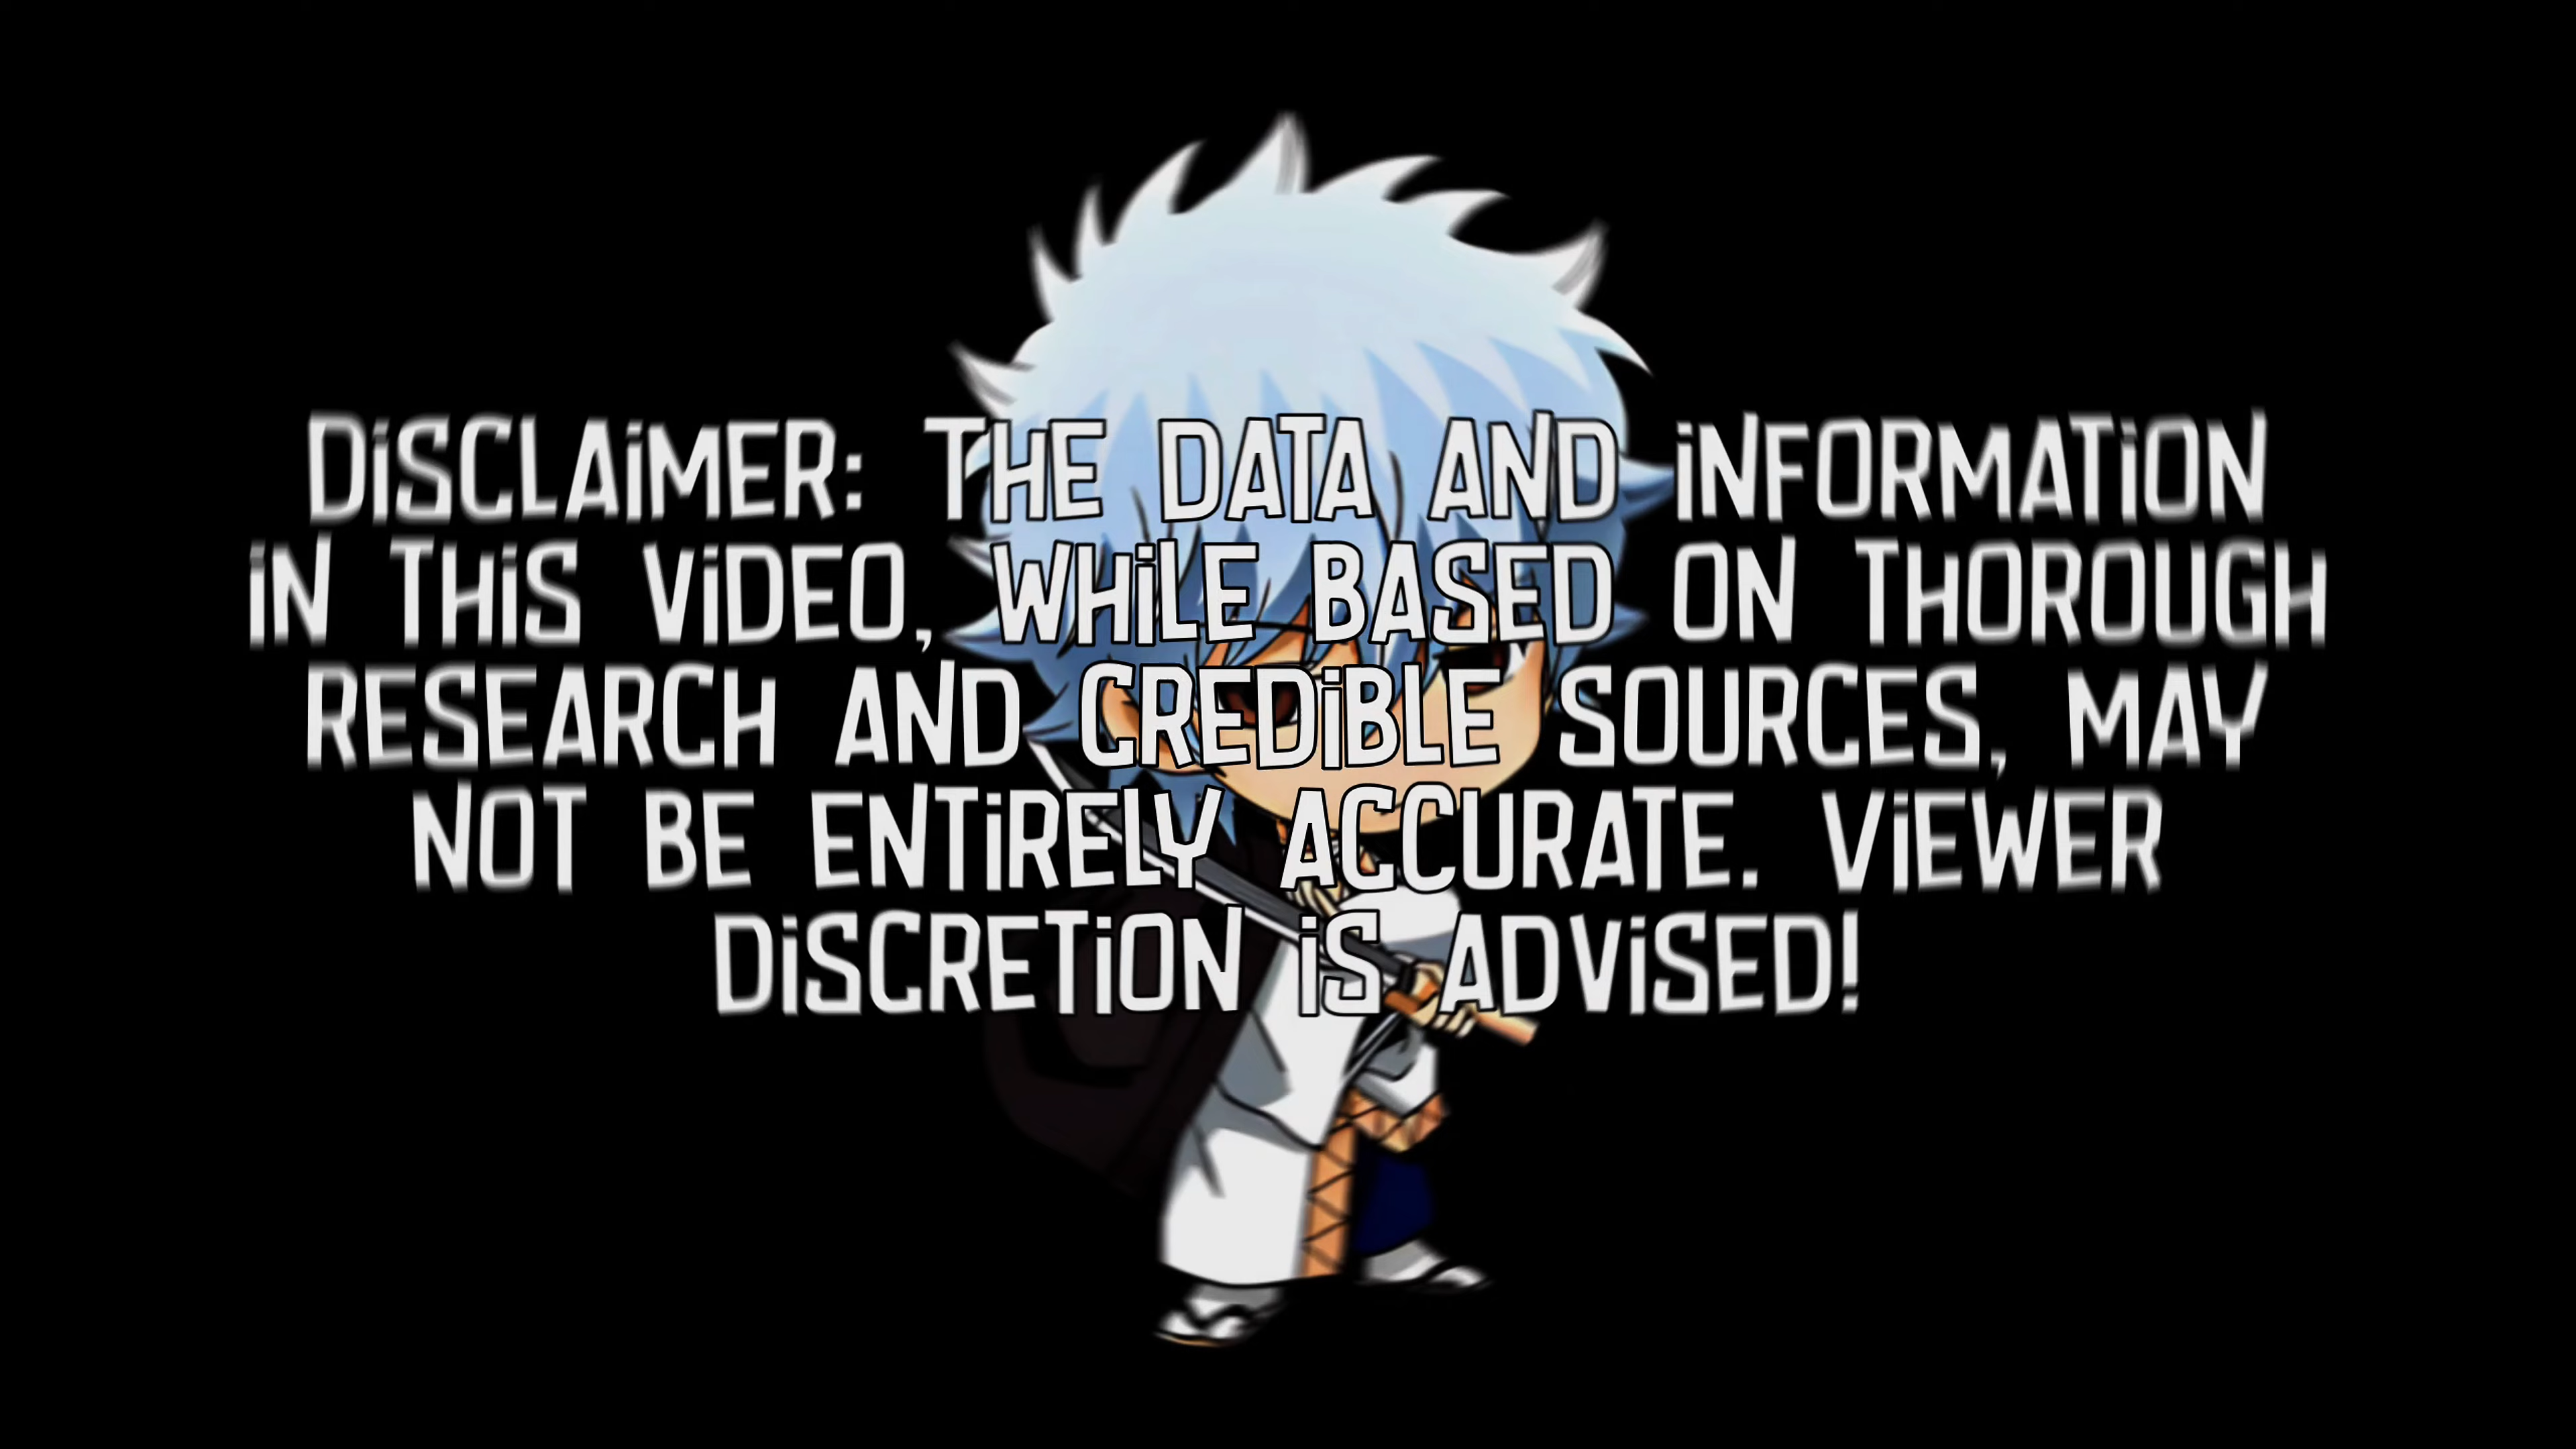 DISCLAIMER: THE DATA AND INFORMATION
IN THIS VIDEO, WHILE BASED ON THOROUGH
RESEARCH AND CREDIBLE SOURCES, MAY
NOT BE ENTIRELY ACCURATE. VIEWER
DISCRETION IS ADVISED!